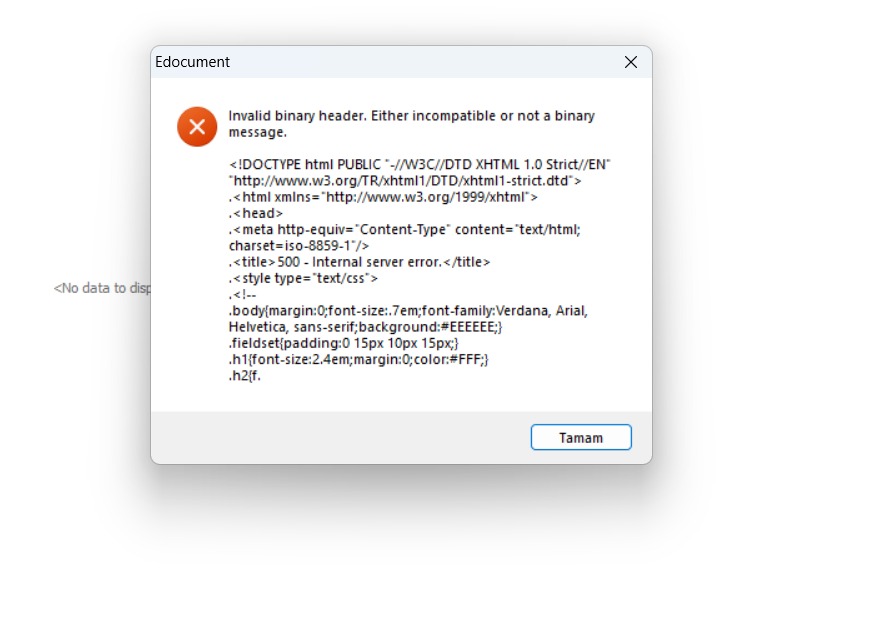 Edocument
Invalid binary header. Either incompatible or not a binary
message.
<!DOCTYPE html PUBLIC "-//W3C//DTD XHTML 1.0 Strict//EN"
"http://www.w3.org/TR/xhtml1/DTD/xhtml1-strict.dtd">
.<html xmlns="http://www.w3.org/1999/xhtml">
.<head>
.<meta http-equiv="Content-Type" content="text/html;
charset=iso-8859-1"/>
.<title>500 - Internal server error.</title>
.<style type="text/css">
.<!--
<No data to disp
.body{margin:0;font-size:.7em;font-family:Verdana, Arial,
Helvetica, sans-serif;background:#EEEEEE;}
.fieldset{padding:0 15px 10px 15px;}
.h1{font-size:2.4em;margin:0;color:#FFF;}
.h2{f.
Tamam